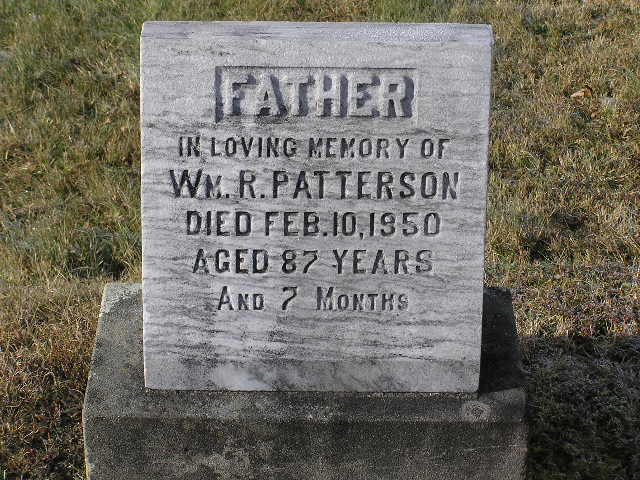 FATHER
IN LOVING MEMORY OF
WM. R. PATTERSON
DIED FEB. 10, 1950
AGED 87 YEARS
AND 7 MONTHS